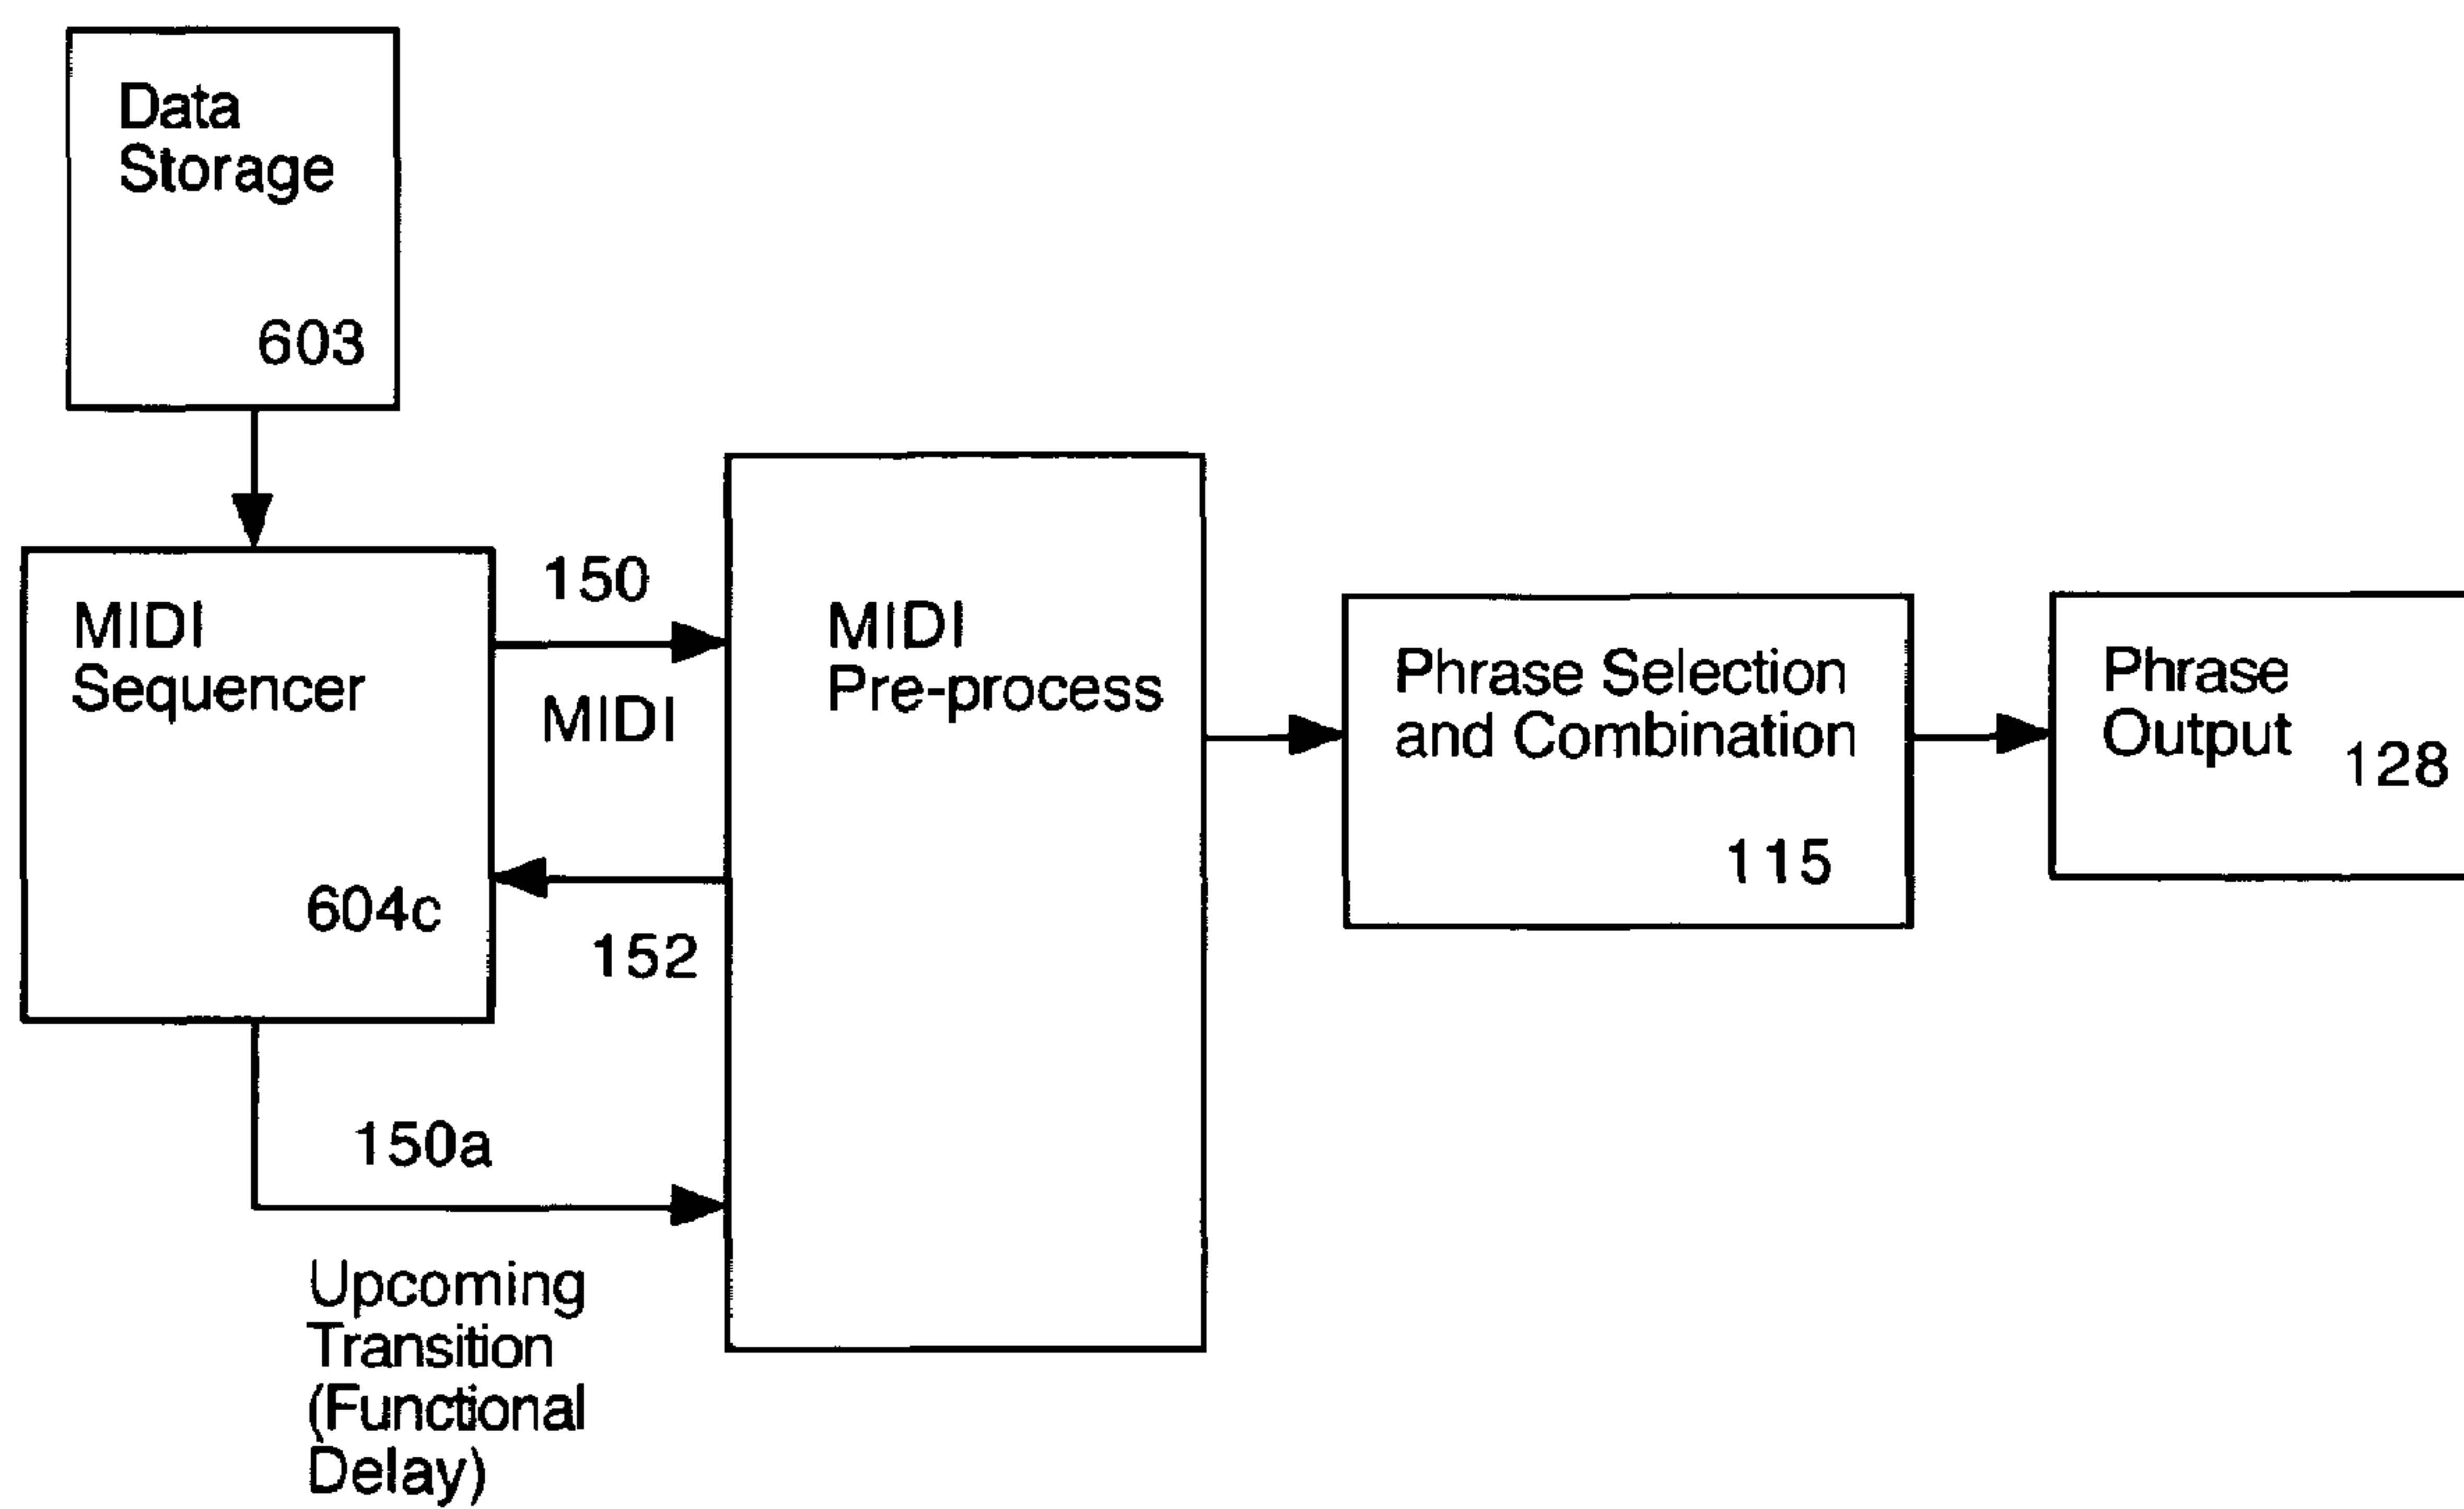 Data
Storage
603
MIDI
Sequencer
604c
150
MIDI
152
150a
Upcoming
Transition
(Functional
Delay)
MIDI
Pre-process
Phrase Selection
and Combination
115
Phrase
Output
128